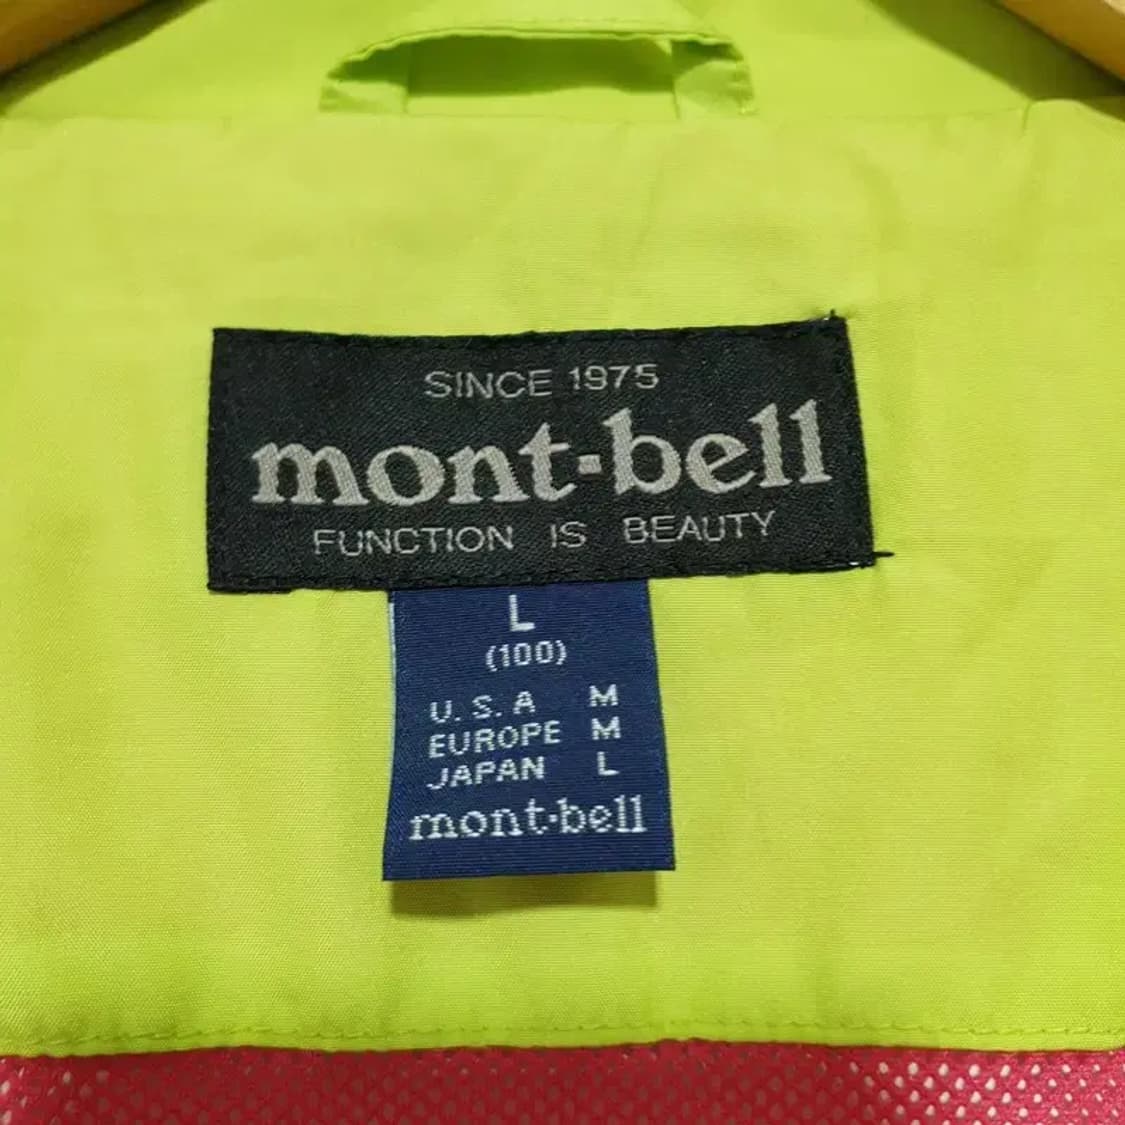 SINCE 1975
mont-bell
FUNCTION IS BEAUTY
L
(100)
U.S.A M
EUROPE M
JAPAN L
mont-bell